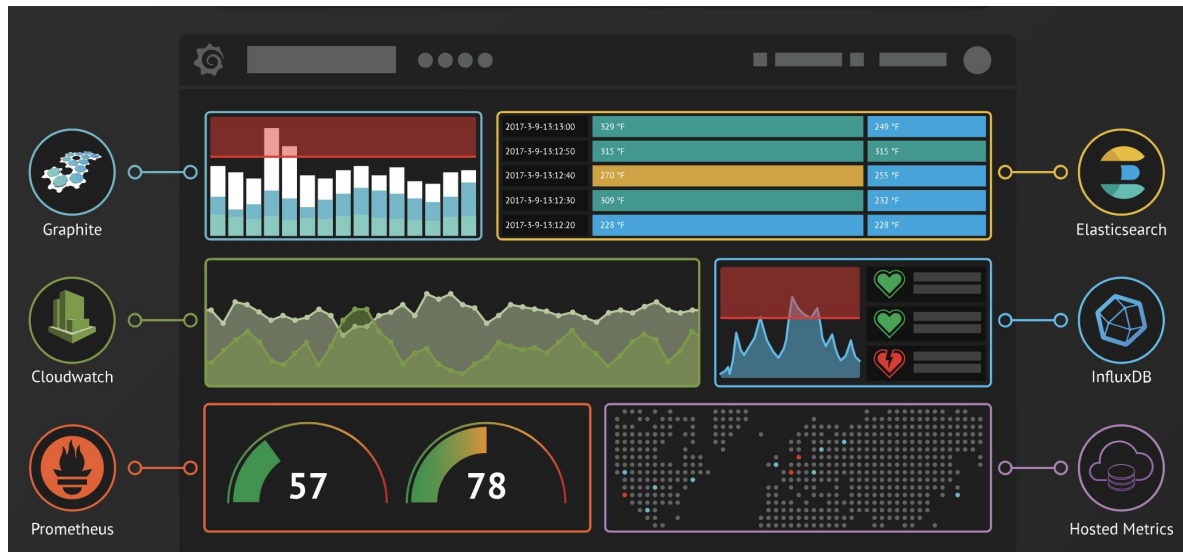 Graphite
2017-3-9-13:13:00 329 °F 249 °F
2017-3-9-13:12:50 315 °F 315 °F
2017-3-9-13:12:40 270 °F 255 °F
2017-3-9-13:12:30 309 °F 232 °F
2017-3-9-13:12:20 228 °F 228 °F
Elasticsearch
Cloudwatch
InfluxDB
Prometheus
57
78
Hosted Metrics